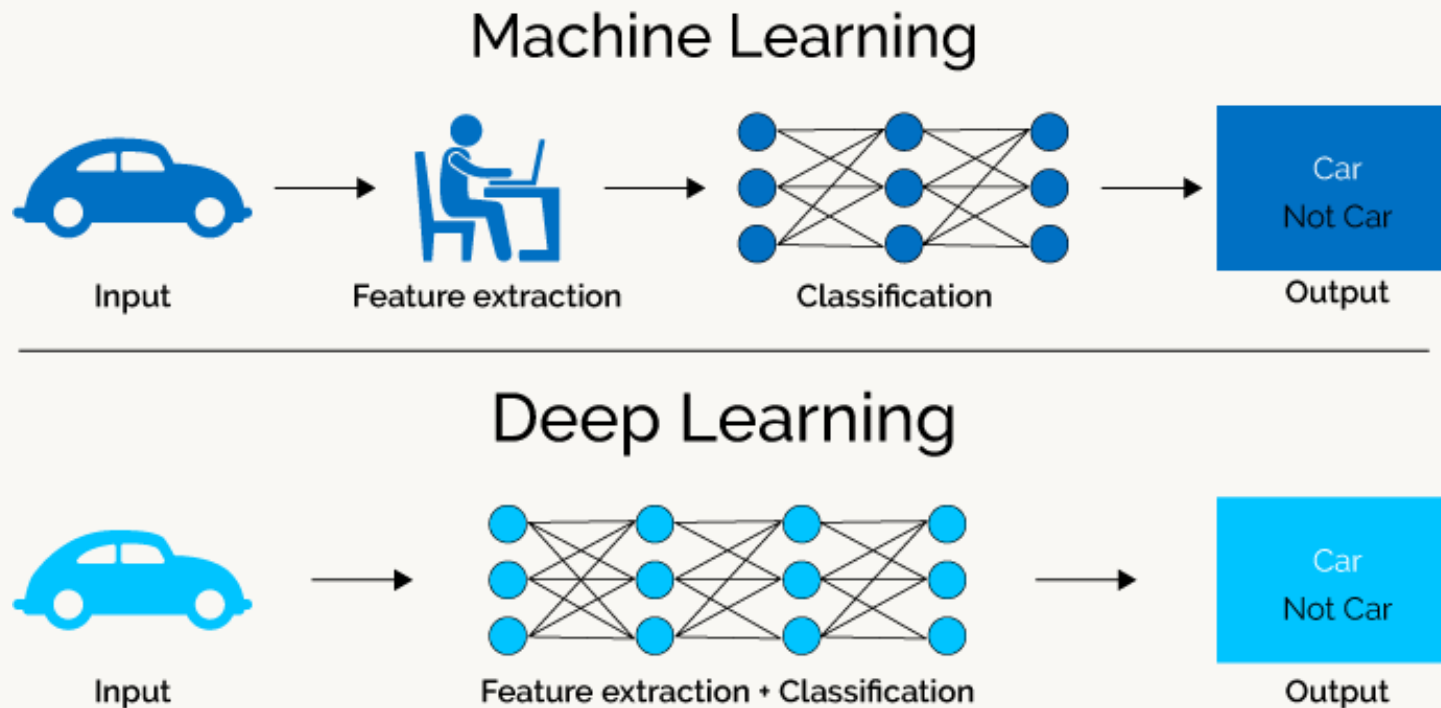 Machine Learning
Input
Feature extraction
Classification
Car
Not Car
Output
Deep Learning
Input
Feature extraction + Classification
Car
Not Car
Output